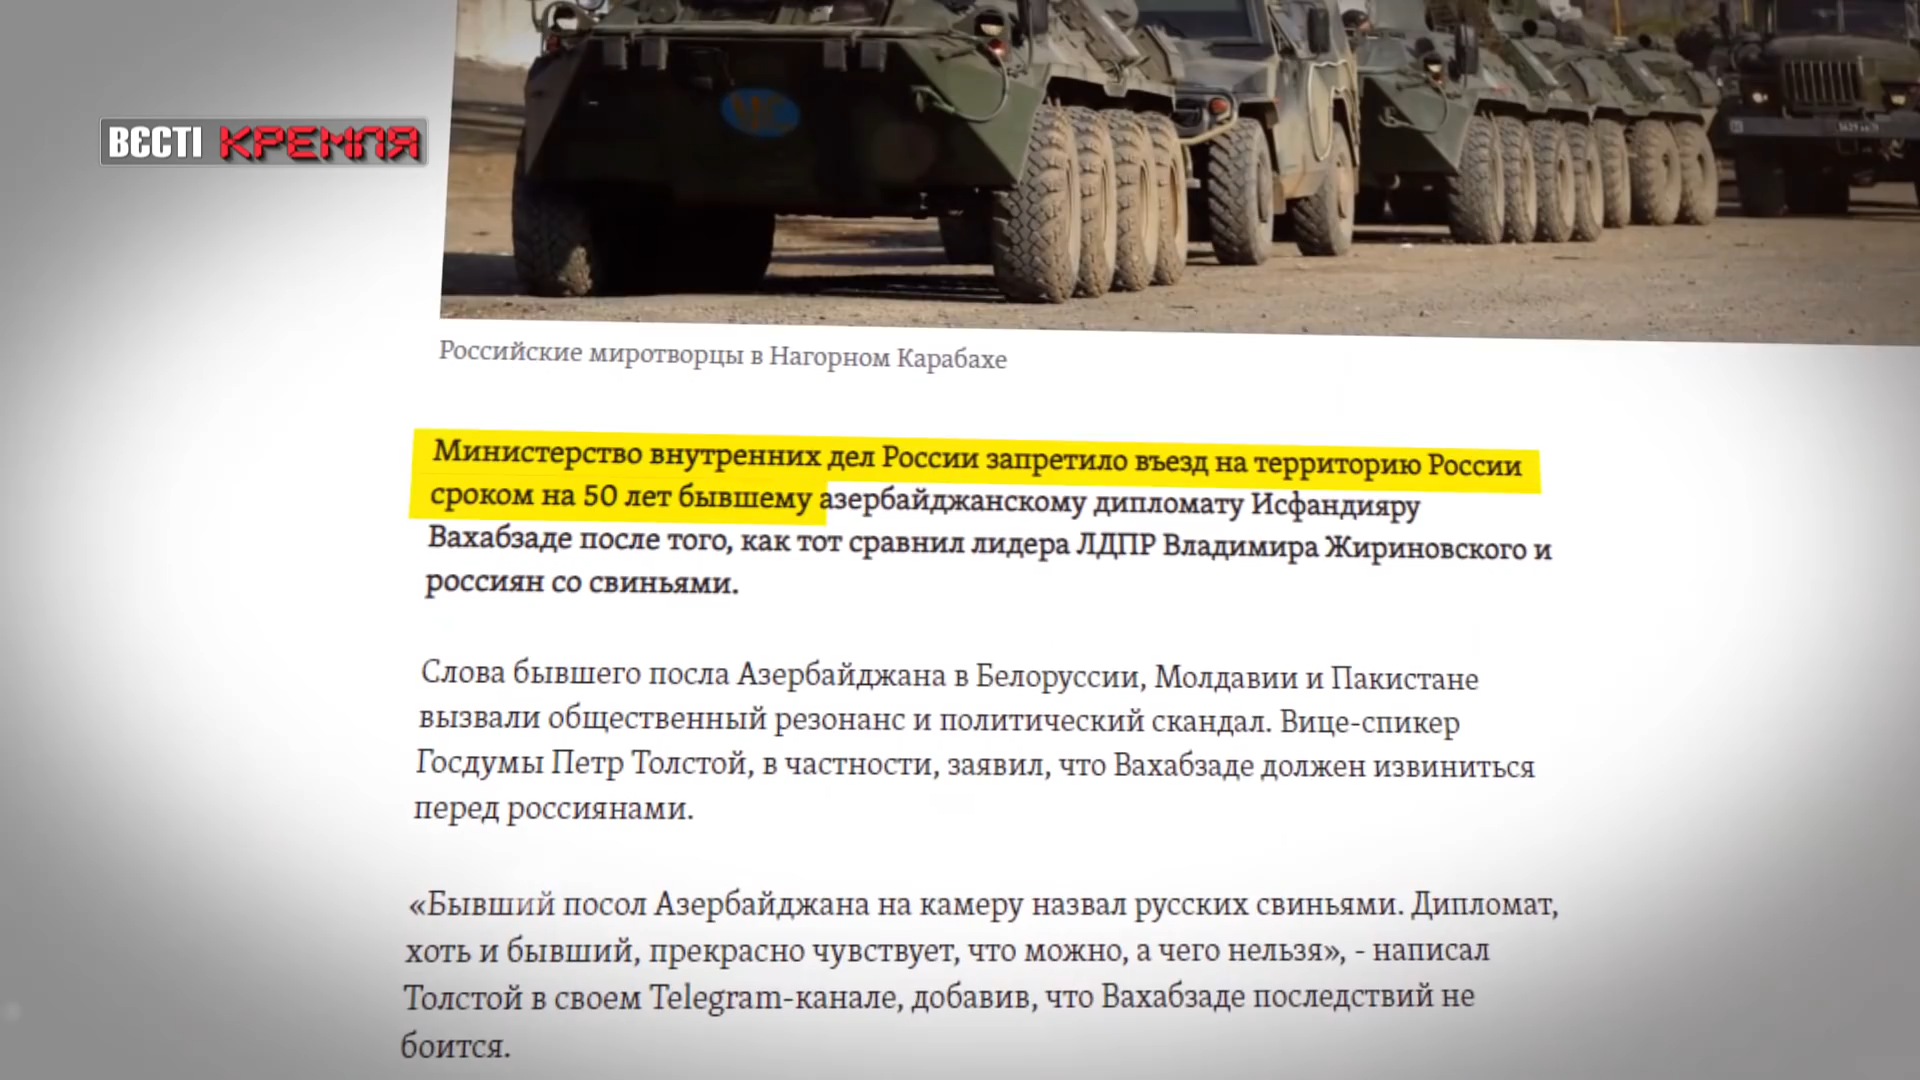 ВЄСТІ КРЕМЛЯ
Российские миротворцы в Нагорном Карабахе
Министерство внутренних дел России запретило въезд на территорию России
сроком на 50 лет бывшему азербайджанскому дипломату Исфандияру
Вахабзаде после того, как тот сравнил лидера ЛДПР Владимира Жириновского и
россиян со свиньями.
Слова бывшего посла Азербайджана в Белоруссии, Молдавии и Пакистане
вызвали общественный резонанс и политический скандал. Вице-спикер
Госдумы Петр Толстой, в частности, заявил, что Вахабзаде должен извиниться
перед россиянами.
«Бывший посол Азербайджана на камеру назвал русских свиньями. Дипломат,
хоть и бывший, прекрасно чувствует, что можно, а чего нельзя», - написал
Толстой в своем Telegram-канале, добавив, что Вахабзаде последствий не
боится.